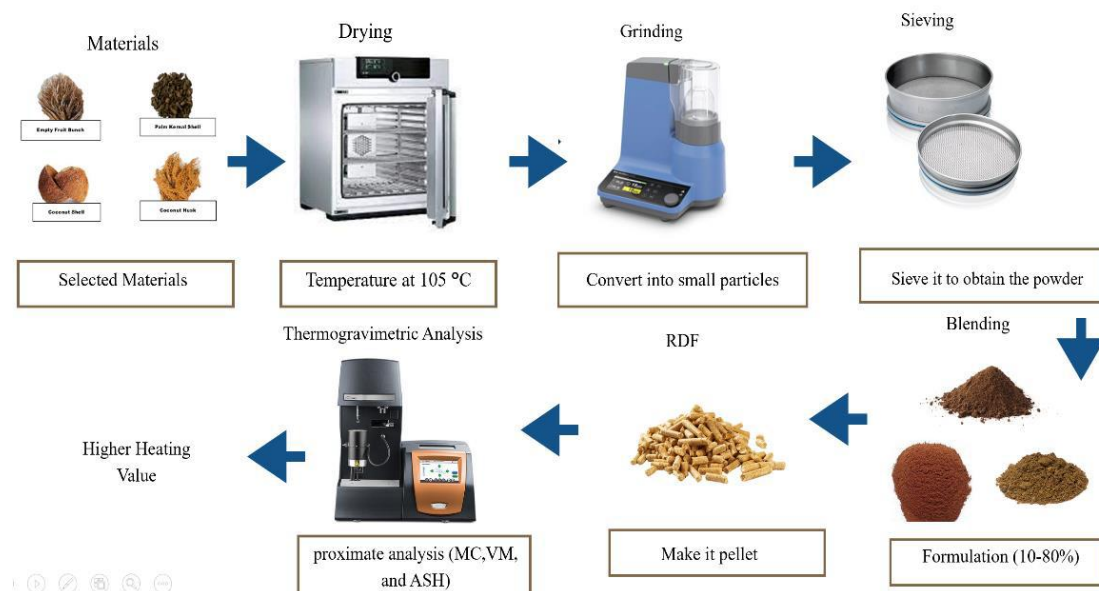 Materials
Drying
Grinding
Sieving
Empty Fruit Bunch
Palm Kernal Shell
Coconut Shell
Coconut Husk
Selected Materials
Temperature at 105 °C
Convert into small particles
Sieve it to obtain the powder
Blending
RDF
Thermogravimetric Analysis
Higher Heating
Value
proximate analysis (MC,VM,
and ASH)
Make it pellet
Formulation (10-80%)